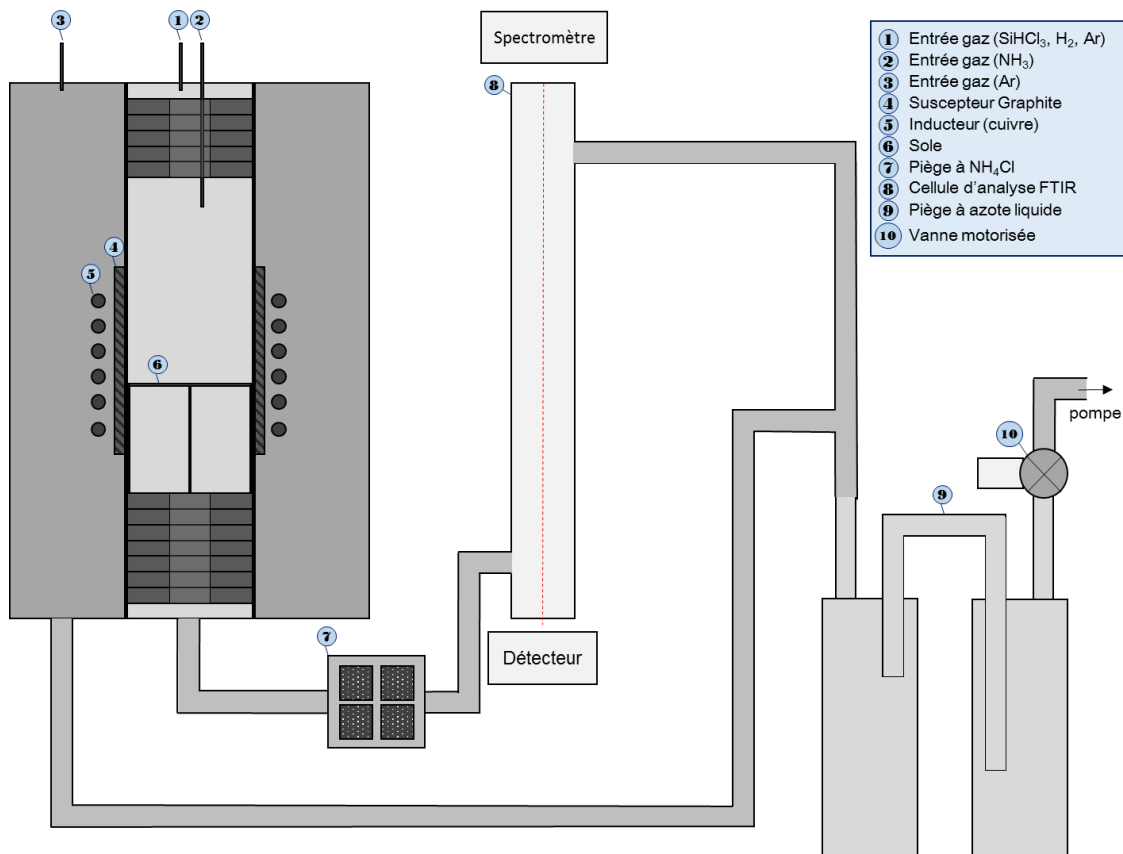 3
1
2
Spectromètre
8
1 Entrée gaz (SiHCl₃, H₂, Ar)
2 Entrée gaz (NH₃)
3 Entrée gaz (Ar)
4 Suscepteur Graphite
5 Inducteur (cuivre)
6 Sole
7 Piège à NH₄Cl
8 Cellule d'analyse FTIR
9 Piège à azote liquide
10 Vanne motorisée
4
5
6
pompe
10
9
7
Détecteur